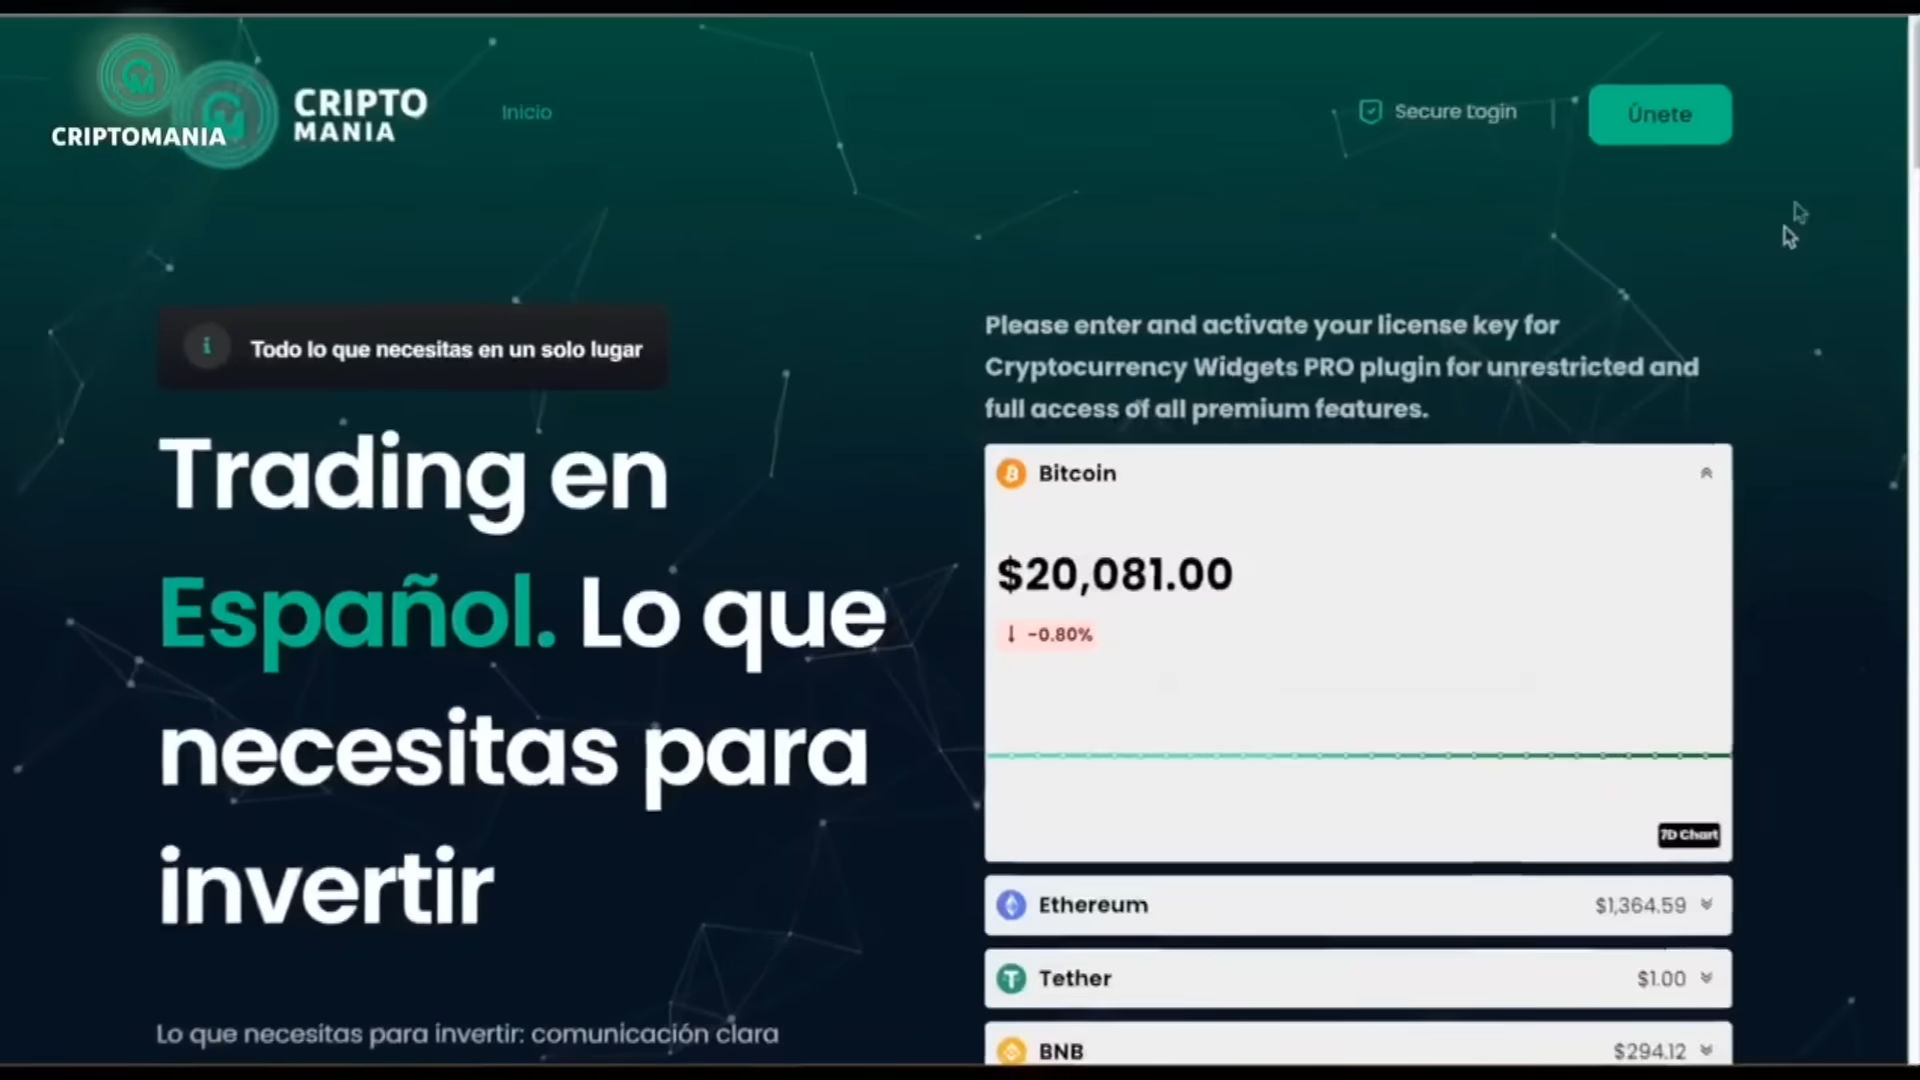 CRIPTOMANIA
CRIPTO
MANIA
Inicio
Secure Login
Únete
Todo lo que necesitas en un solo lugar
Trading en
Español. Lo que
necesitas para
invertir
Lo que necesitas para invertir: comunicación clara
Please enter and activate your license key for
Cryptocurrency Widgets PRO plugin for unrestricted and
full access of all premium features.
Bitcoin
$20,081.00
↓ -0.80%
7D Chart
Ethereum $1,364.59
Tether $1.00
BNB $294.12